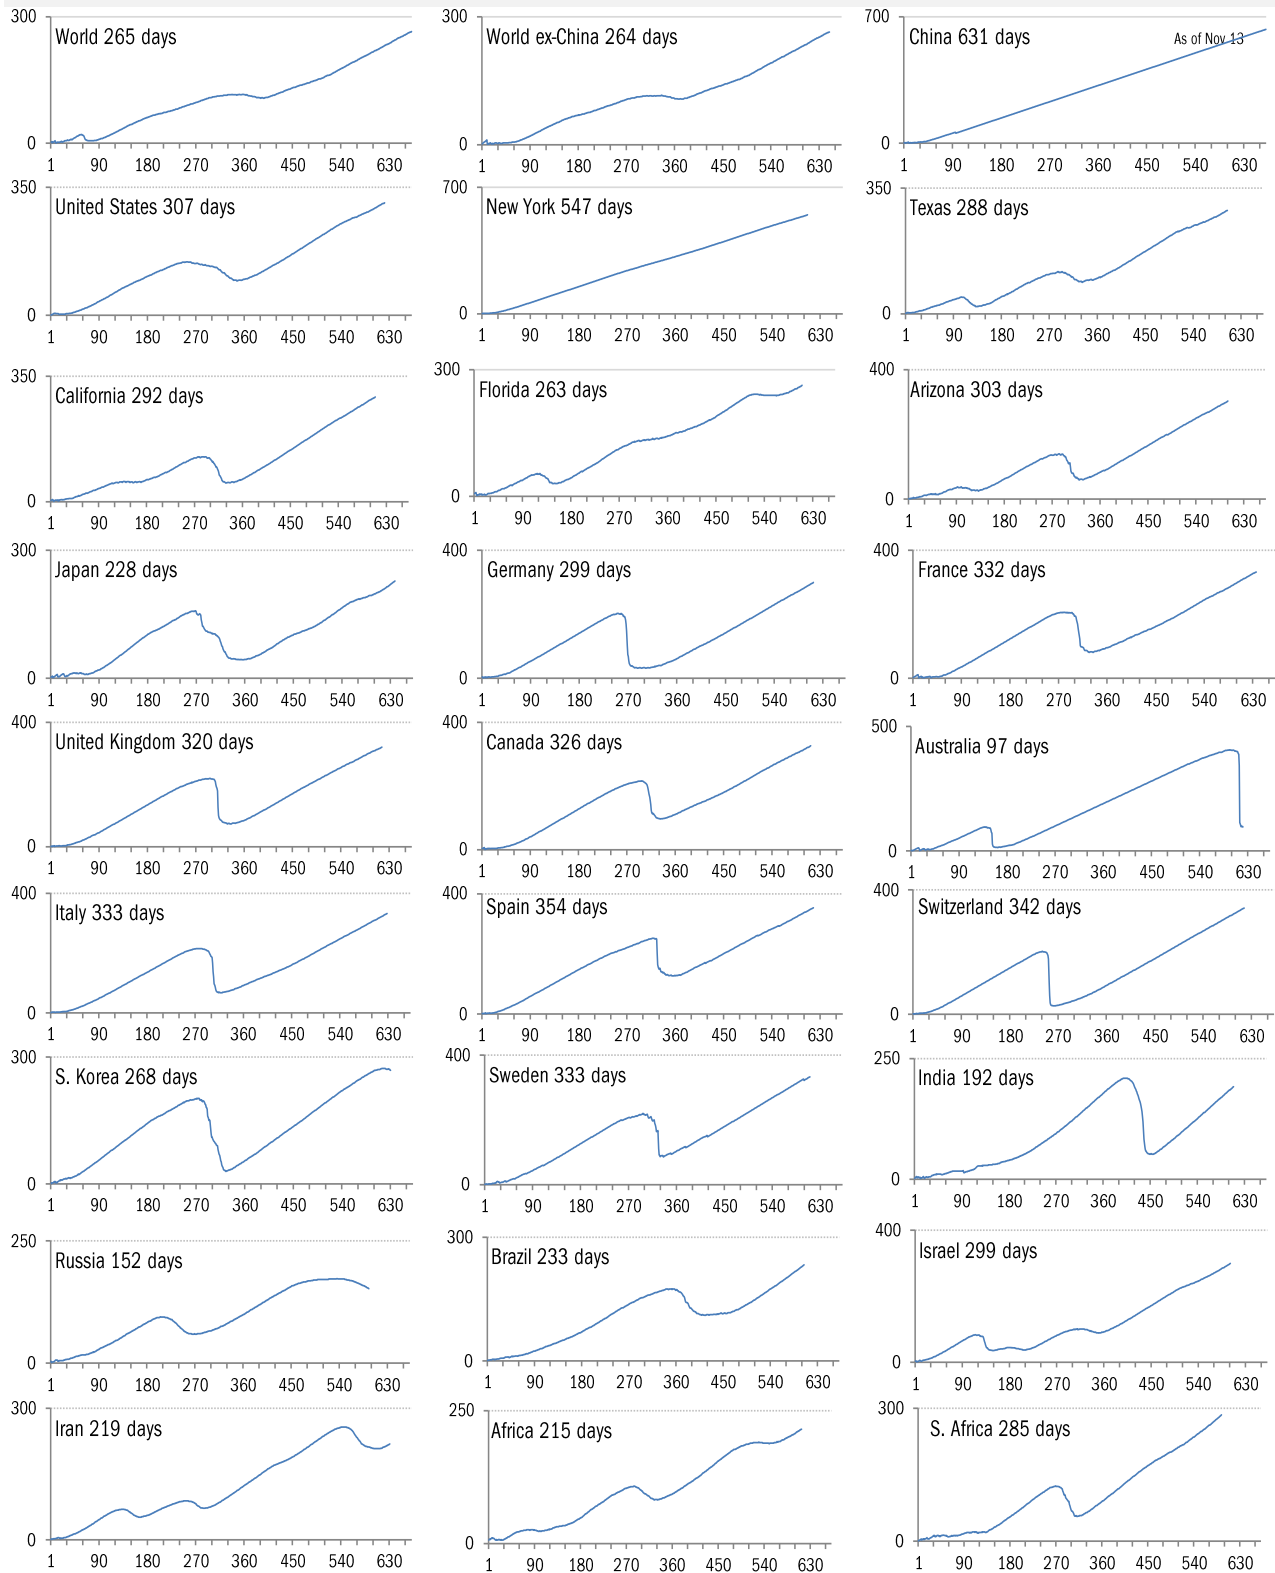 300 300 700
World 265 days World ex-China 264 days China 631 days As of Nov 13
0 0 0
1 90 180 270 360 450 540 630 1 90 180 270 360 450 540 630 1 90 180 270 360 450 540 630
350 700 350
United States 307 days New York 547 days Texas 288 days
0 0 0
1 90 180 270 360 450 540 630 1 90 180 270 360 450 540 630 1 90 180 270 360 450 540 630
350 300 400
California 292 days Florida 263 days Arizona 303 days
0 0 0
1 90 180 270 360 450 540 630 1 90 180 270 360 450 540 630 1 90 180 270 360 450 540 630
300 400 400
Japan 228 days Germany 299 days France 332 days
0 0 0
1 90 180 270 360 450 540 630 1 90 180 270 360 450 540 630 1 90 180 270 360 450 540 630
400 400 500
United Kingdom 320 days Canada 326 days Australia 97 days
0 0 0
1 90 180 270 360 450 540 630 1 90 180 270 360 450 540 630 1 90 180 270 360 450 540 630
400 400 400
Italy 333 days Spain 354 days Switzerland 342 days
0 0 0
1 90 180 270 360 450 540 630 1 90 180 270 360 450 540 630 1 90 180 270 360 450 540 630
300 400 250
S. Korea 268 days Sweden 333 days India 192 days
0 0 0
1 90 180 270 360 450 540 630 1 90 180 270 360 450 540 630 1 90 180 270 360 450 540 630
250 300 400
Russia 152 days Brazil 233 days Israel 299 days
0 0 0
1 90 180 270 360 450 540 630 1 90 180 270 360 450 540 630 1 90 180 270 360 450 540 630
300 250 300
Iran 219 days Africa 215 days S. Africa 285 days
0 0 0
1 90 180 270 360 450 540 630 1 90 180 270 360 450 540 630 1 90 180 270 360 450 540 630